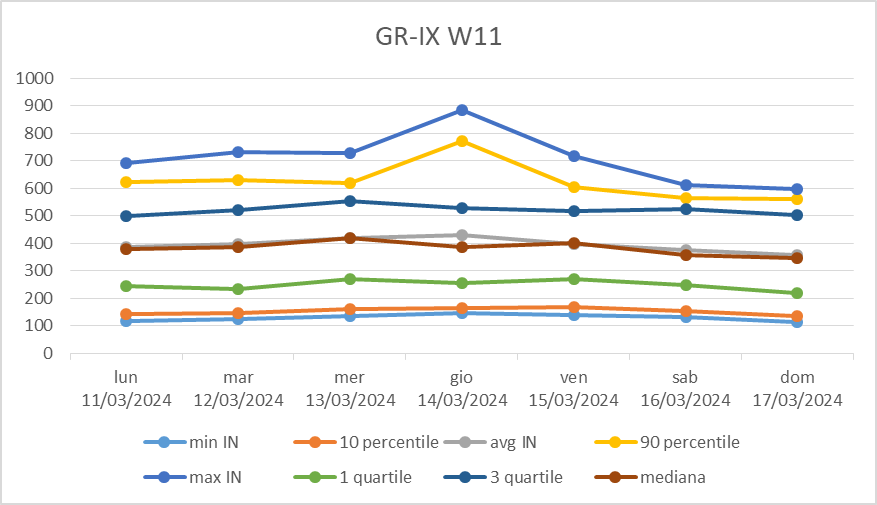 GR-IX W11
1000
900
800
700
600
500
400
300
200
100
0
lun mar mer gio ven sab dom
11/03/2024 12/03/2024 13/03/2024 14/03/2024 15/03/2024 16/03/2024 17/03/2024
min IN 10 percentile avg IN 90 percentile
max IN 1 quartile 3 quartile mediana